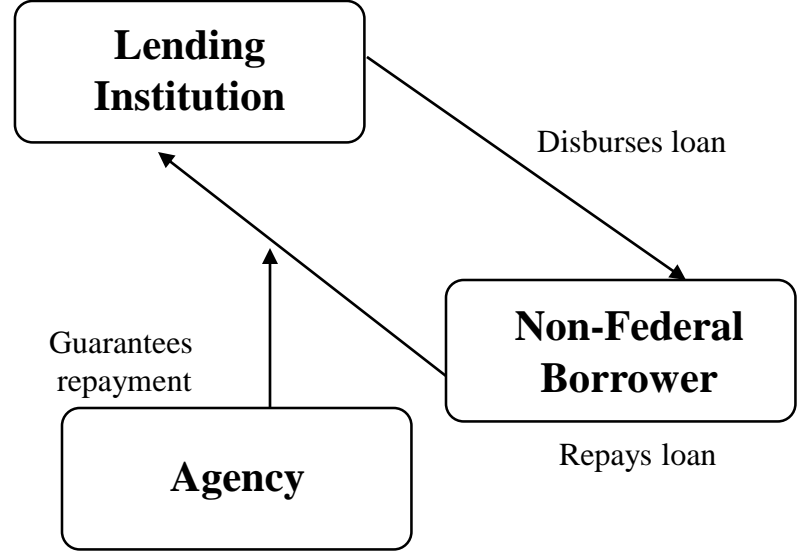 Lending
Institution
Disburses loan
Non-Federal
Borrower
Guarantees
repayment
Repays loan
Agency